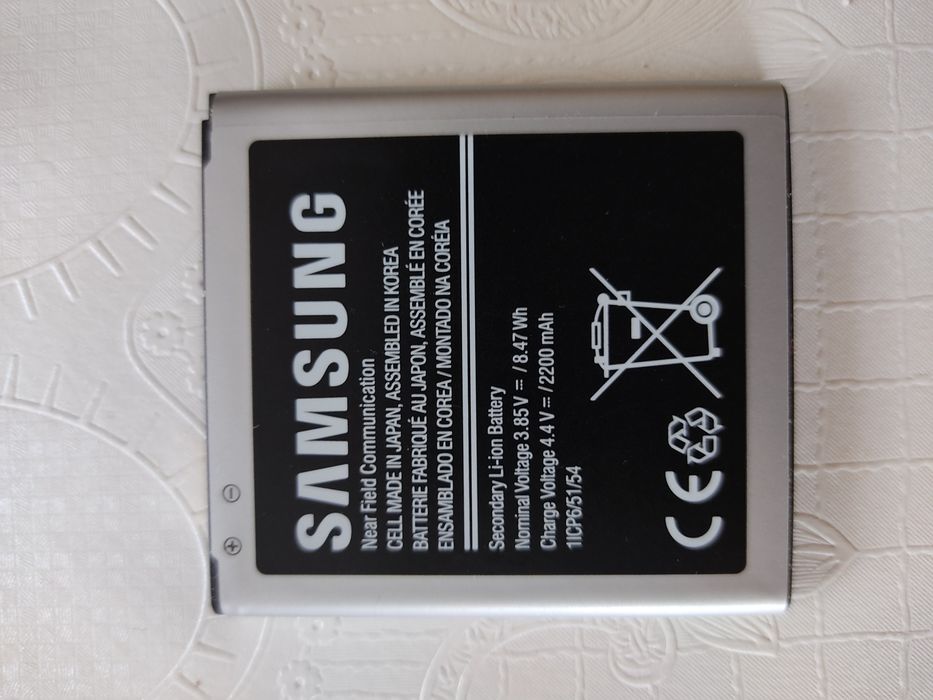 SAMSUNG
Near Field Communication
CELL MADE IN JAPAN, ASSEMBLED IN KOREA
BATTERIE FABRIQUÉ AU JAPON, ASSEMBLÉ EN CORÉE
ENSAMBLADO EN COREA / MONTADO NA CORÉIA
Secondary Li-ion Battery
Nominal Voltage 3.85 V ⎓ / 8.47 Wh
Charge Voltage 4.4 V ⎓ / 2200 mAh
1ICP6/51/54
CE